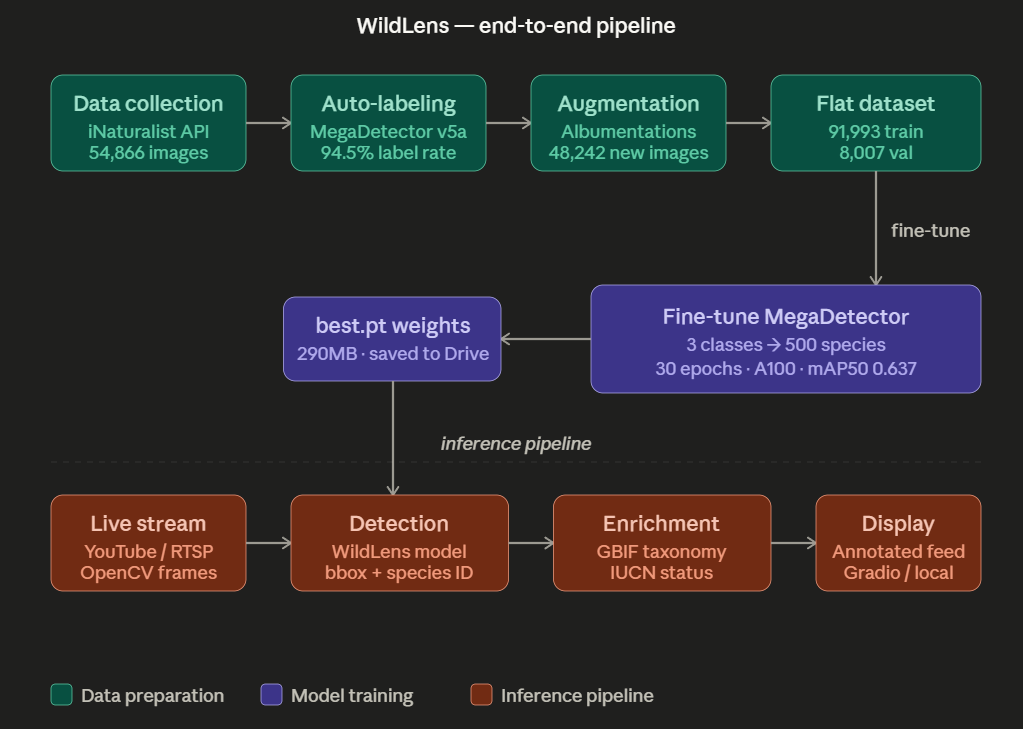 WildLens — end-to-end pipeline
Data collection
iNaturalist API
54,866 images
Auto-labeling
MegaDetector v5a
94.5% label rate
Augmentation
Albumentations
48,242 new images
Flat dataset
91,993 train
8,007 val
fine-tune
Fine-tune MegaDetector
3 classes → 500 species
30 epochs · A100 · mAP50 0.637
best.pt weights
290MB · saved to Drive
inference pipeline
Live stream
YouTube / RTSP
OpenCV frames
Detection
WildLens model
bbox + species ID
Enrichment
GBIF taxonomy
IUCN status
Display
Annotated feed
Gradio / local
Data preparation
Model training
Inference pipeline